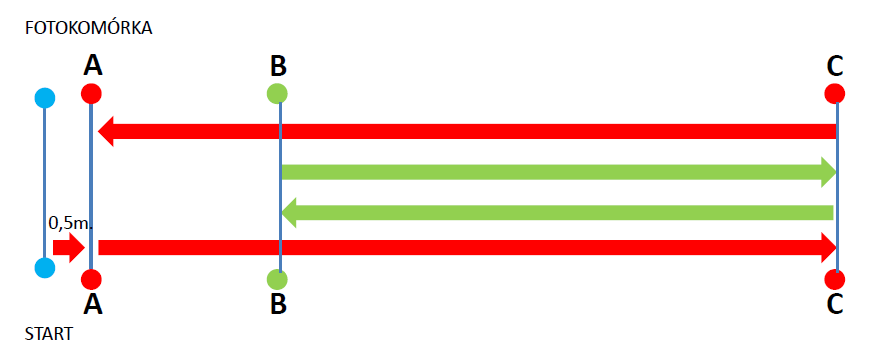 FOTOKOMÓRKA
A B C
0,5m.
A B C
START